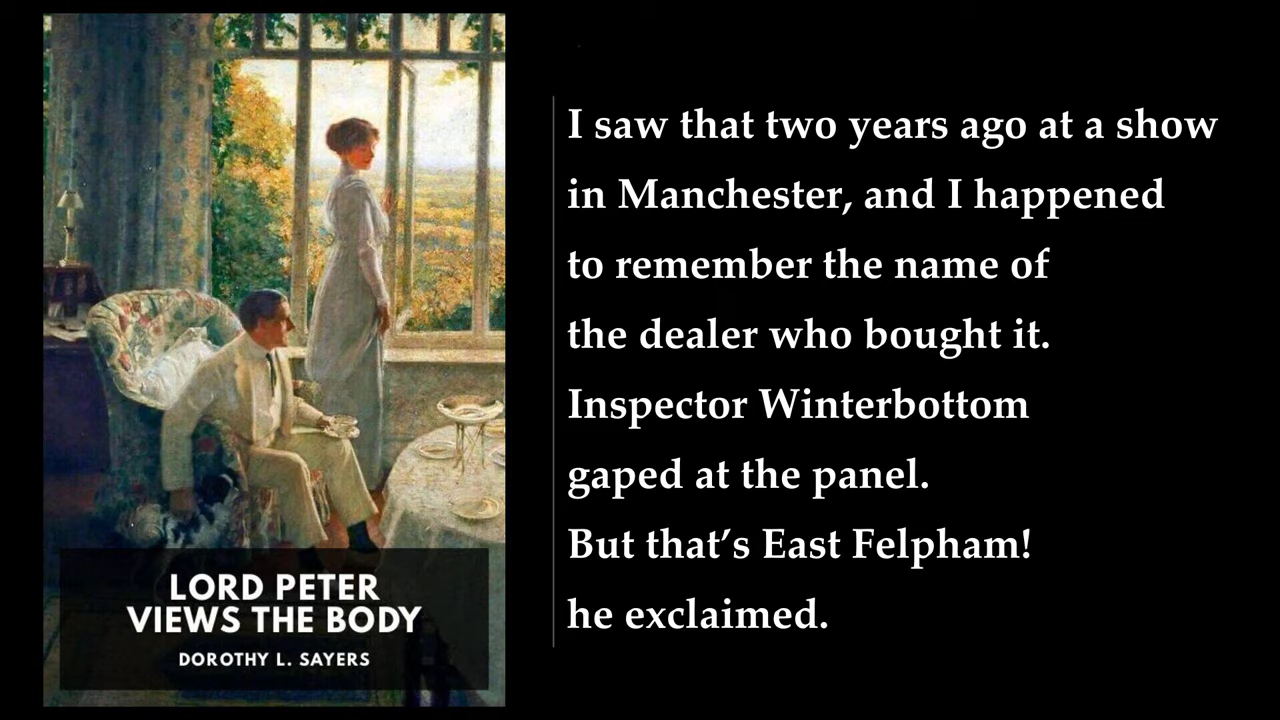 LORD PETER
VIEWS THE BODY
DOROTHY L. SAYERS
I saw that two years ago at a show
in Manchester, and I happened
to remember the name of
the dealer who bought it.
Inspector Winterbottom
gaped at the panel.
But that’s East Felpham!
he exclaimed.